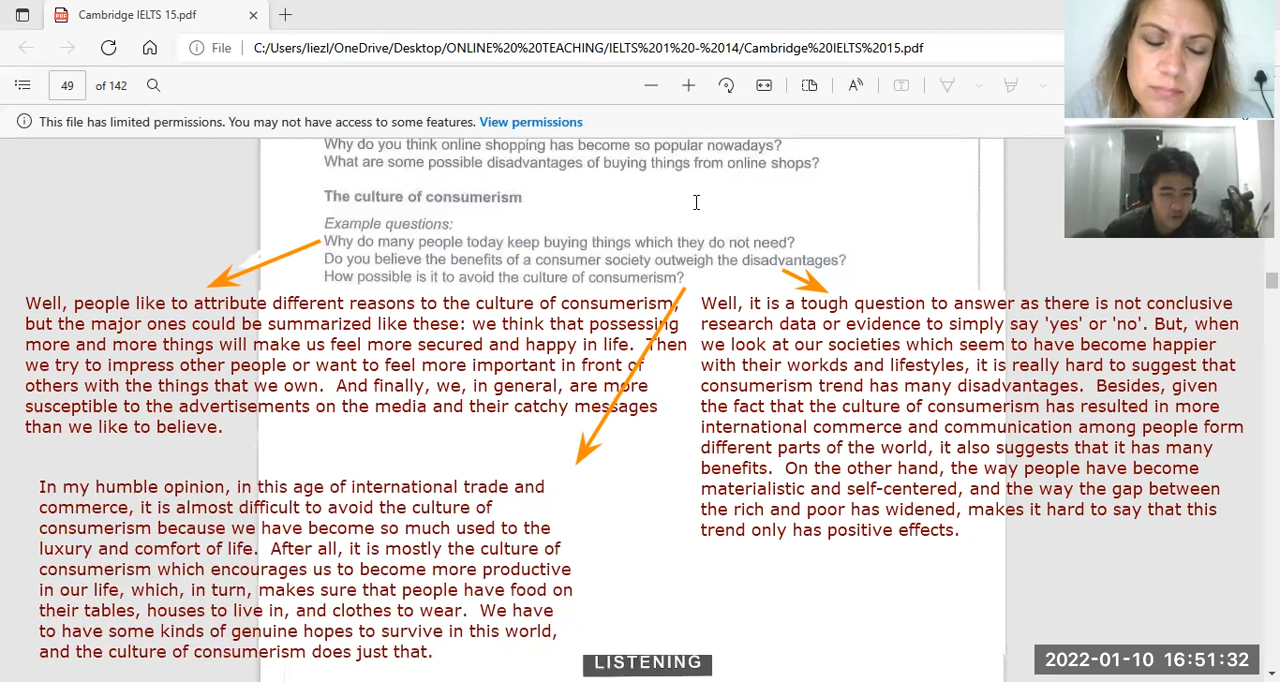 Cambridge IELTS 15.pdf
File
C:/Users/liezl/OneDrive/Desktop/ONLINE%20%20TEACHING/IELTS%201%20-%2014/Cambridge%20IELTS%2015.pdf
49 of 142
This file has limited permissions. You may not have access to some features. View permissions
Why do you think online shopping has become so popular nowadays?
What are some possible disadvantages of buying things from online shops?
The culture of consumerism
Example questions:
Why do many people today keep buying things which they do not need?
Do you believe the benefits of a consumer society outweigh the disadvantages?
How possible is it to avoid the culture of consumerism?
Well, people like to attribute different reasons to the culture of consumerism,
but the major ones could be summarized like these: we think that possessing
more and more things will make us feel more secured and happy in life.  Then
we try to impress other people or want to feel more important in front of
others with the things that we own.  And finally, we, in general, are more
susceptible to the advertisements on the media and their catchy messages
than we like to believe.
Well, it is a tough question to answer as there is not conclusive
research data or evidence to simply say 'yes' or 'no'. But, when
we look at our societies which seem to have become happier
with their workds and lifestyles, it is really hard to suggest that
consumerism trend has many disadvantages.  Besides, given
the fact that the culture of consumerism has resulted in more
international commerce and communication among people form
different parts of the world, it also suggests that it has many
benefits.  On the other hand, the way people have become
materialistic and self-centered, and the way the gap between
the rich and poor has widened, makes it hard to say that this
trend only has positive effects.
In my humble opinion, in this age of international trade and
commerce, it is almost difficult to avoid the culture of
consumerism because we have become so much used to the
luxury and comfort of life.  After all, it is mostly the culture of
consumerism which encourages us to become more productive
in our life, which, in turn, makes sure that people have food on
their tables, houses to live in, and clothes to wear.  We have
to have some kinds of genuine hopes to survive in this world,
and the culture of consumerism does just that.
LISTENING
2022-01-10 16:51:32